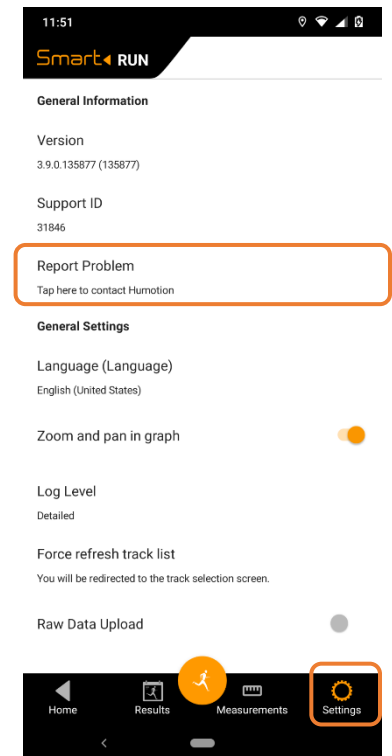 11:51
Smart RUN
General Information
Version
3.9.0.135877 (135877)
Support ID
31846
Report Problem
Tap here to contact Humotion
General Settings
Language (Language)
English (United States)
Zoom and pan in graph
Log Level
Detailed
Force refresh track list
You will be redirected to the track selection screen.
Raw Data Upload
Home Results Measurements Settings